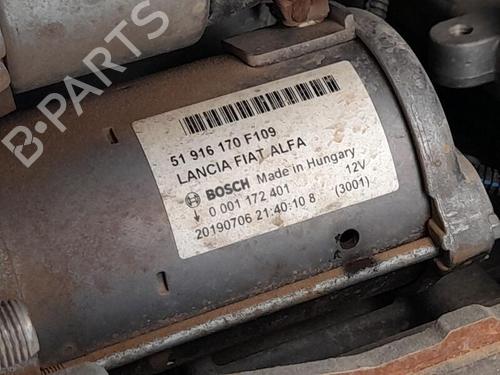 B-PARTS
51 916 170 F109
LANCIA FIAT ALFA
BOSCH Made in Hungary 12V
0 001 172 401 (3001)
20190706 21:40:10 8